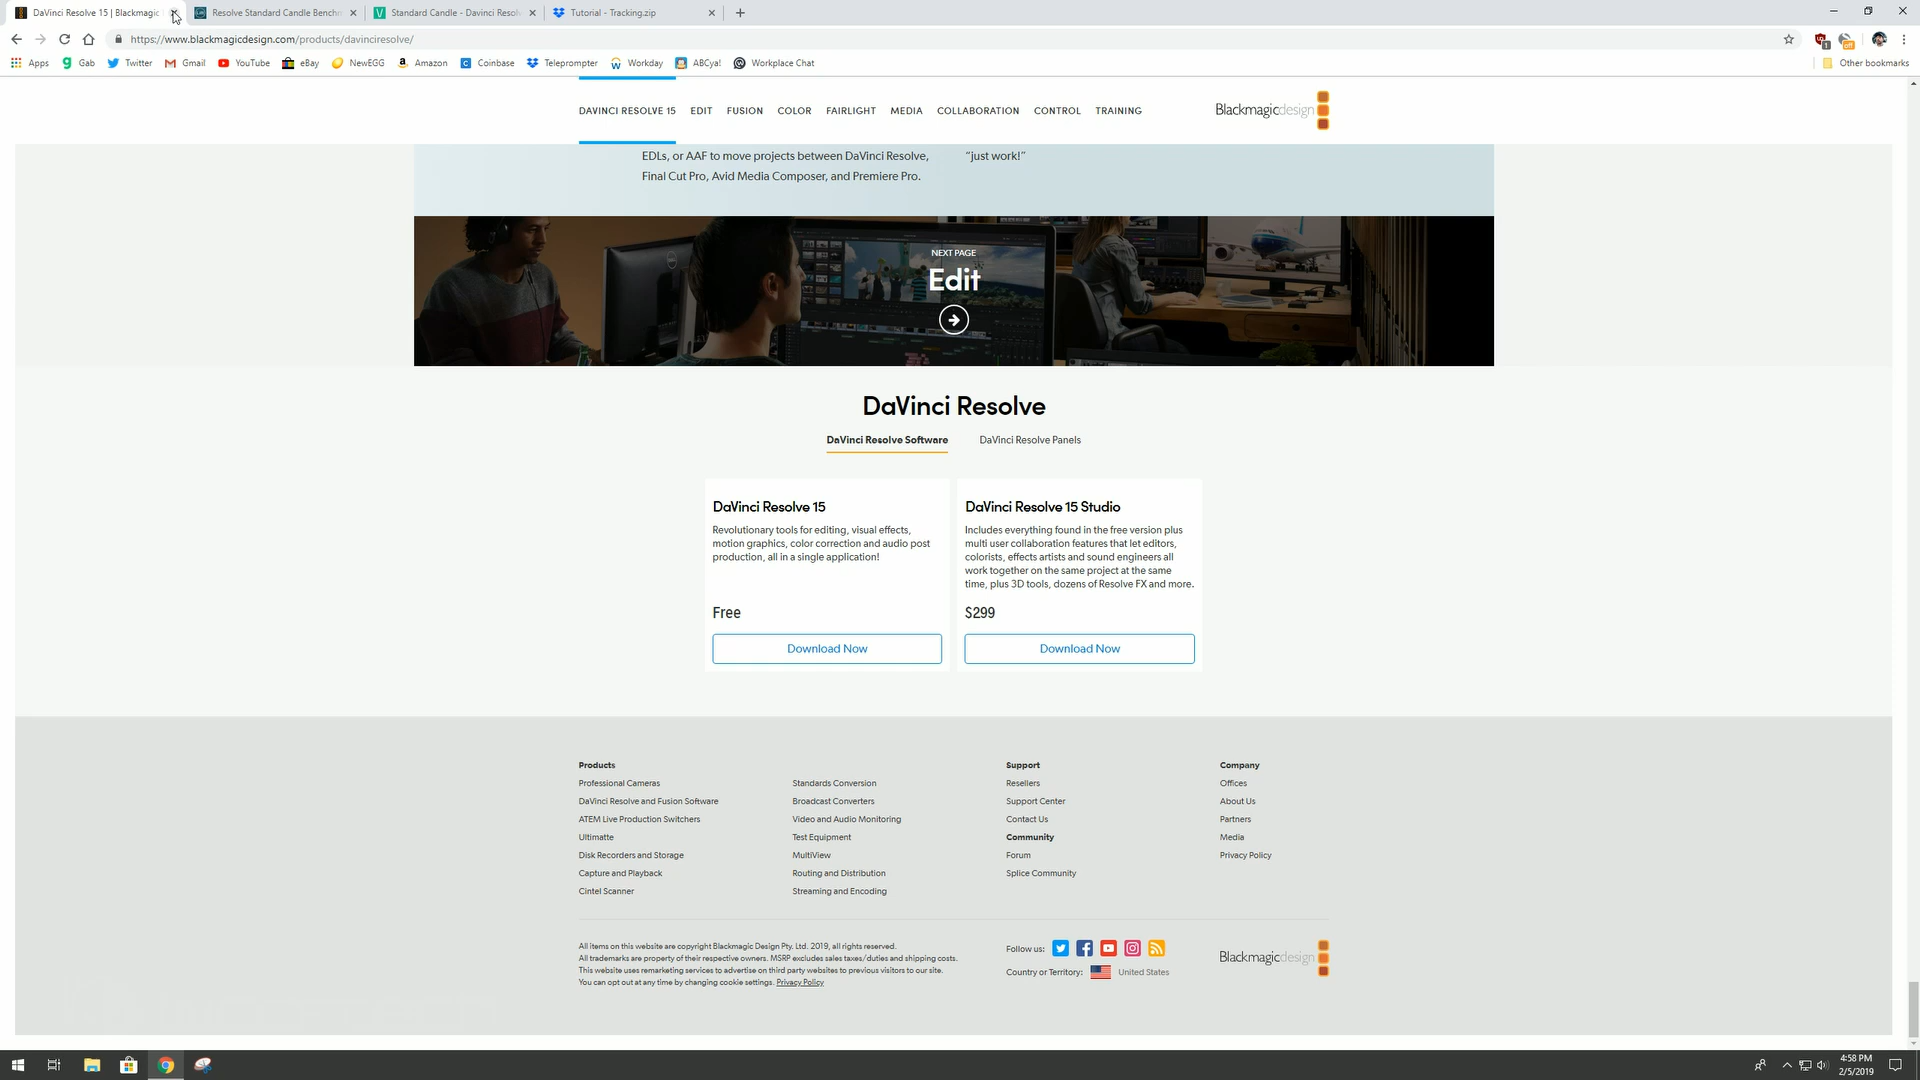 DaVinci Resolve 15 | Blackmagic
Resolve Standard Candle Benchm
Standard Candle - Davinci Resolv
Tutorial - Tracking.zip
https://www.blackmagicdesign.com/products/davinciresolve/
Apps
Gab
Twitter
Gmail
YouTube
eBay
NewEGG
Amazon
Coinbase
Teleprompter
Workday
ABCya!
Workplace Chat
Other bookmarks
DAVINCI RESOLVE 15
EDIT
FUSION
COLOR
FAIRLIGHT
MEDIA
COLLABORATION
CONTROL
TRAINING
Blackmagicdesign
EDLs, or AAF to move projects between DaVinci Resolve,
Final Cut Pro, Avid Media Composer, and Premiere Pro.
“just work!”
NEXT PAGE
Edit
DaVinci Resolve
DaVinci Resolve Software
DaVinci Resolve Panels
DaVinci Resolve 15
Revolutionary tools for editing, visual effects,
motion graphics, color correction and audio post
production, all in a single application!
Free
Download Now
DaVinci Resolve 15 Studio
Includes everything found in the free version plus
multi user collaboration features that let editors,
colorists, effects artists and sound engineers all
work together on the same project at the same
time, plus 3D tools, dozens of Resolve FX and more.
$299
Download Now
Products
Professional Cameras
DaVinci Resolve and Fusion Software
ATEM Live Production Switchers
Ultimatte
Disk Recorders and Storage
Capture and Playback
Cintel Scanner
Standards Conversion
Broadcast Converters
Video and Audio Monitoring
Test Equipment
MultiView
Routing and Distribution
Streaming and Encoding
Support
Resellers
Support Center
Contact Us
Community
Forum
Splice Community
Company
Offices
About Us
Partners
Media
Privacy Policy
All items on this website are copyright Blackmagic Design Pty. Ltd. 2019, all rights reserved.
All trademarks are property of their respective owners. MSRP excludes sales taxes/duties and shipping costs.
This website uses remarketing services to advertise on third party websites to previous visitors to our site.
You can opt out at any time by changing cookie settings. Privacy Policy
Follow us:
Country or Territory:
United States
Blackmagicdesign
4:58 PM
2/5/2019